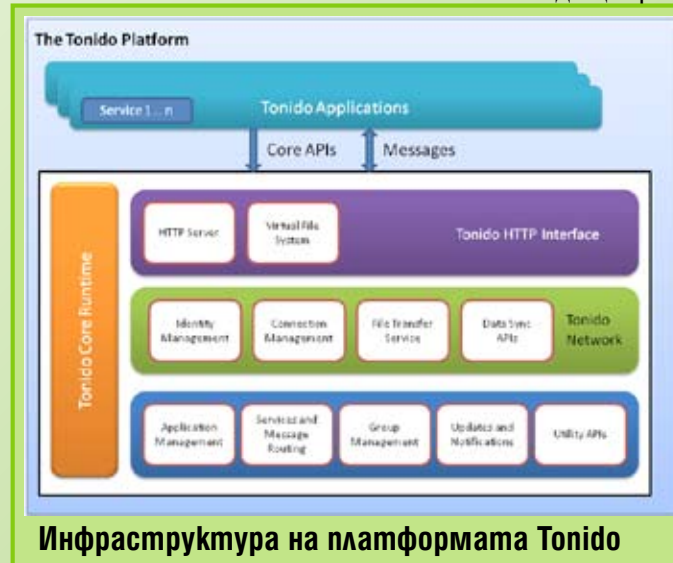 The Tonido Platform
Service 1... n
Tonido Applications
Core APIs
Messages
Tonido Core Runtime
HTTP Server
Virtual File
System
Tonido HTTP Interface
Identity
Management
Connection
Management
File Transfer
Service
Data Sync
APIs
Tonido
Network
Application
Management
Services and
Message
Routing
Group
Management
Updates and
Notifications
Utility APIs
Инфраструктура на платформата Tonido